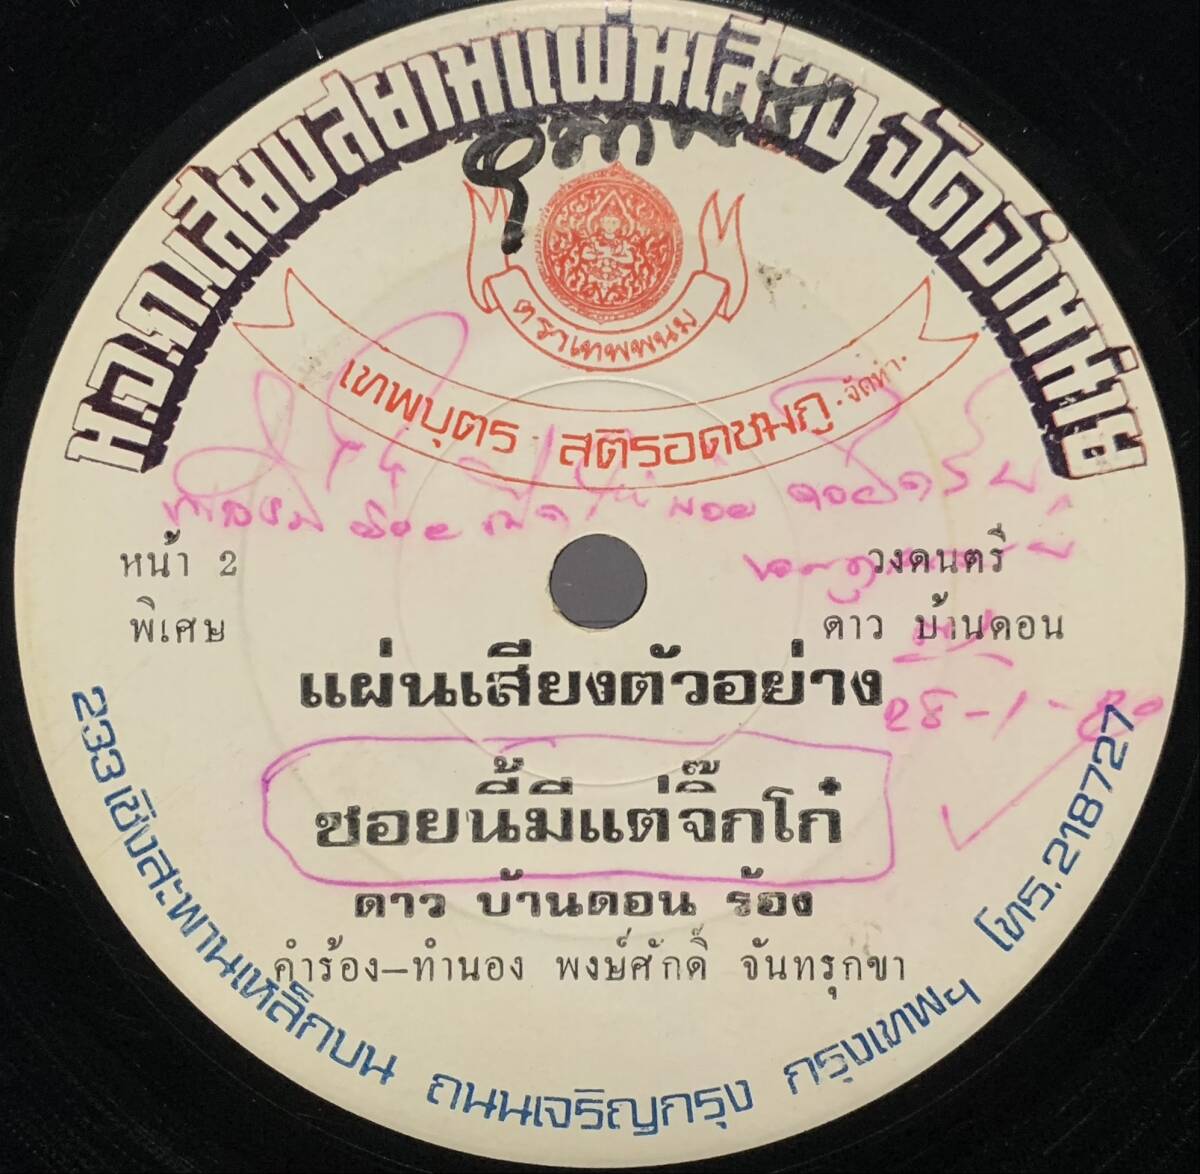 น.จ.ก.เสียงสยามแผ่นเสียง จัดจำหน่าย
ตราเทพพนม
เทพบุตร สติรอดชมภู ·จัดทำ·
หน้า 2
พิเศษ
วงดนตรี
ดาว บ้านดอน
แผ่นเสียงตัวอย่าง
28-1-20
ซอยนี้มีแต่จิ๊กโก๋
ดาว บ้านดอน ร้อง
คำร้อง-ทำนอง พงษ์ศักดิ์ จันทรุกขา
233 เชิงสะพานเหล็กบน ถนนเจริญกรุง กรุงเทพฯ โทร.218727